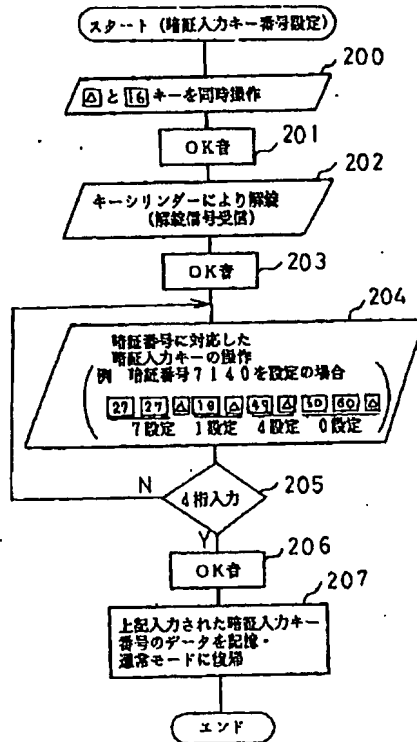 スタート(暗証入力キー番号設定)
200
△と16キーを同時操作
201
OK音
202
キーシリンダーにより解錠
(解錠信号受信)
203
OK音
204
暗証番号に対応した
暗証入力キーの操作
例 暗証番号7140を設定の場合
27 27 △ 18 △ 49 △ 60 △
7設定 1設定 4設定 0設定
N
4桁入力
205
Y
206
OK音
207
上記入力された暗証入力キー
番号のデータを記憶・
通常モードに復帰
エンド